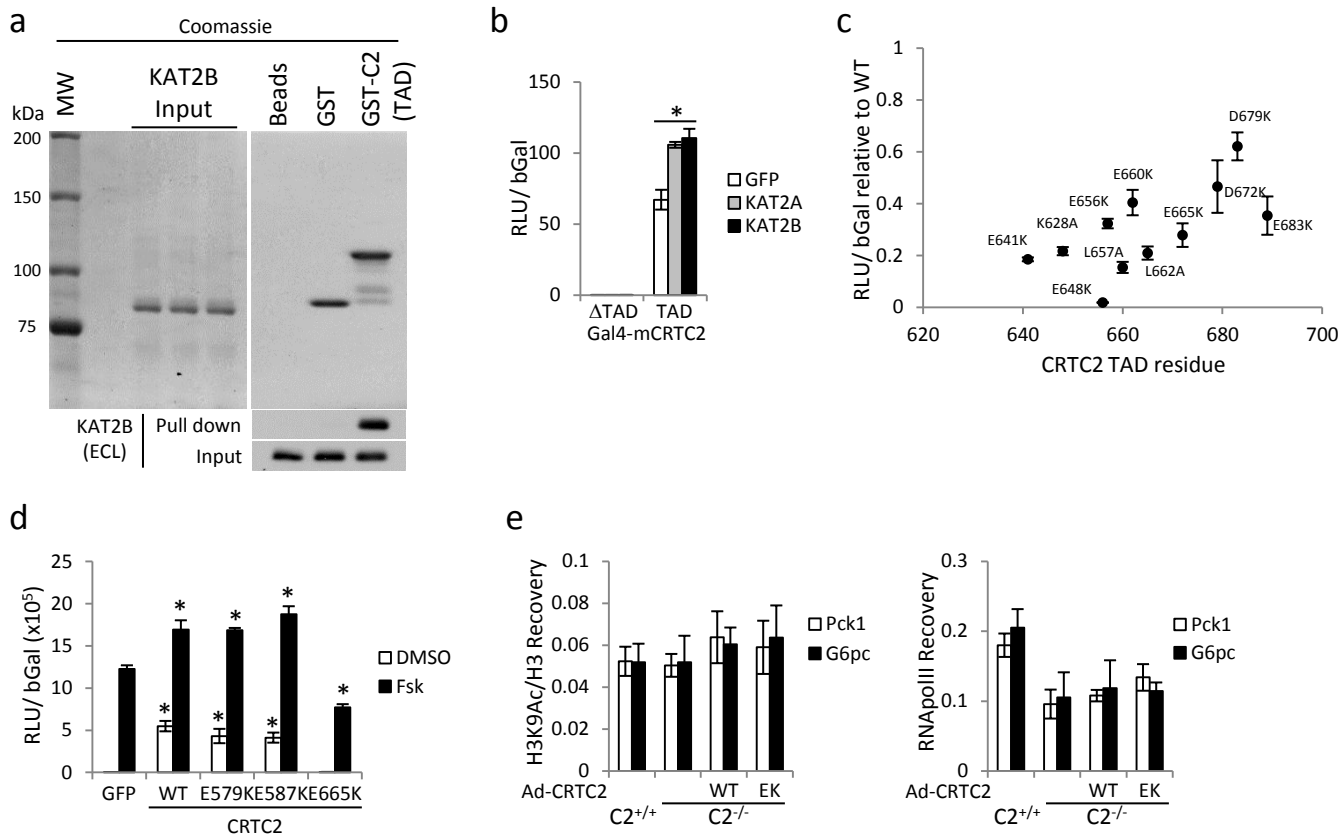 a
Coomassie
kDa
MW
KAT2B
Input
Beads
GST
GST-C2
(TAD)
200
150
100
75
KAT2B
(ECL)
Pull down
Input
b
RLU/ bGal
150
100
50
0
*
GFP
KAT2A
KAT2B
ΔTAD TAD
Gal4-mCRTC2
c
RLU/ bGal relative to WT
1
0.8
0.6
0.4
0.2
0
D679K
E660K
D672K
E656K
K628A
E665K
E683K
E641K
L657A
L662A
E648K
620 640 660 680 700
CRTC2 TAD residue
d
RLU/ bGal (x10⁵)
25
20
15
10
5
0
* * * * * * *
DMSO
Fsk
GFP WT E579K E587K E665K
CRTC2
e
H3K9Ac/H3 Recovery
0.1
0.08
0.06
0.04
0.02
0
Pck1
G6pc
Ad-CRTC2 WT EK
C2+/+ C2-/-
RNApolII Recovery
0.3
0.2
0.1
0.0
Pck1
G6pc
Ad-CRTC2 WT EK
C2+/+ C2-/-